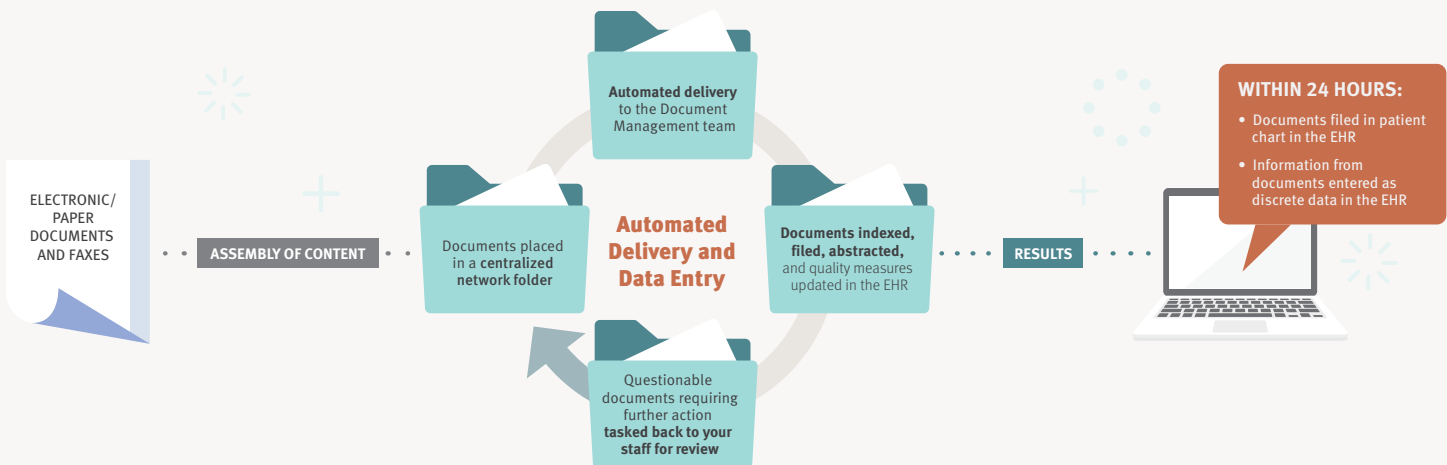 ELECTRONIC/
PAPER
DOCUMENTS
AND FAXES
ASSEMBLY OF CONTENT
Documents placed
in a centralized
network folder
Automated delivery
to the Document
Management team
Automated
Delivery and
Data Entry
Documents indexed,
filed, abstracted,
and quality measures
updated in the EHR
Questionable
documents requiring
further action
tasked back to your
staff for review
RESULTS
WITHIN 24 HOURS:
• Documents filed in patient
chart in the EHR
• Information from
documents entered as
discrete data in the EHR